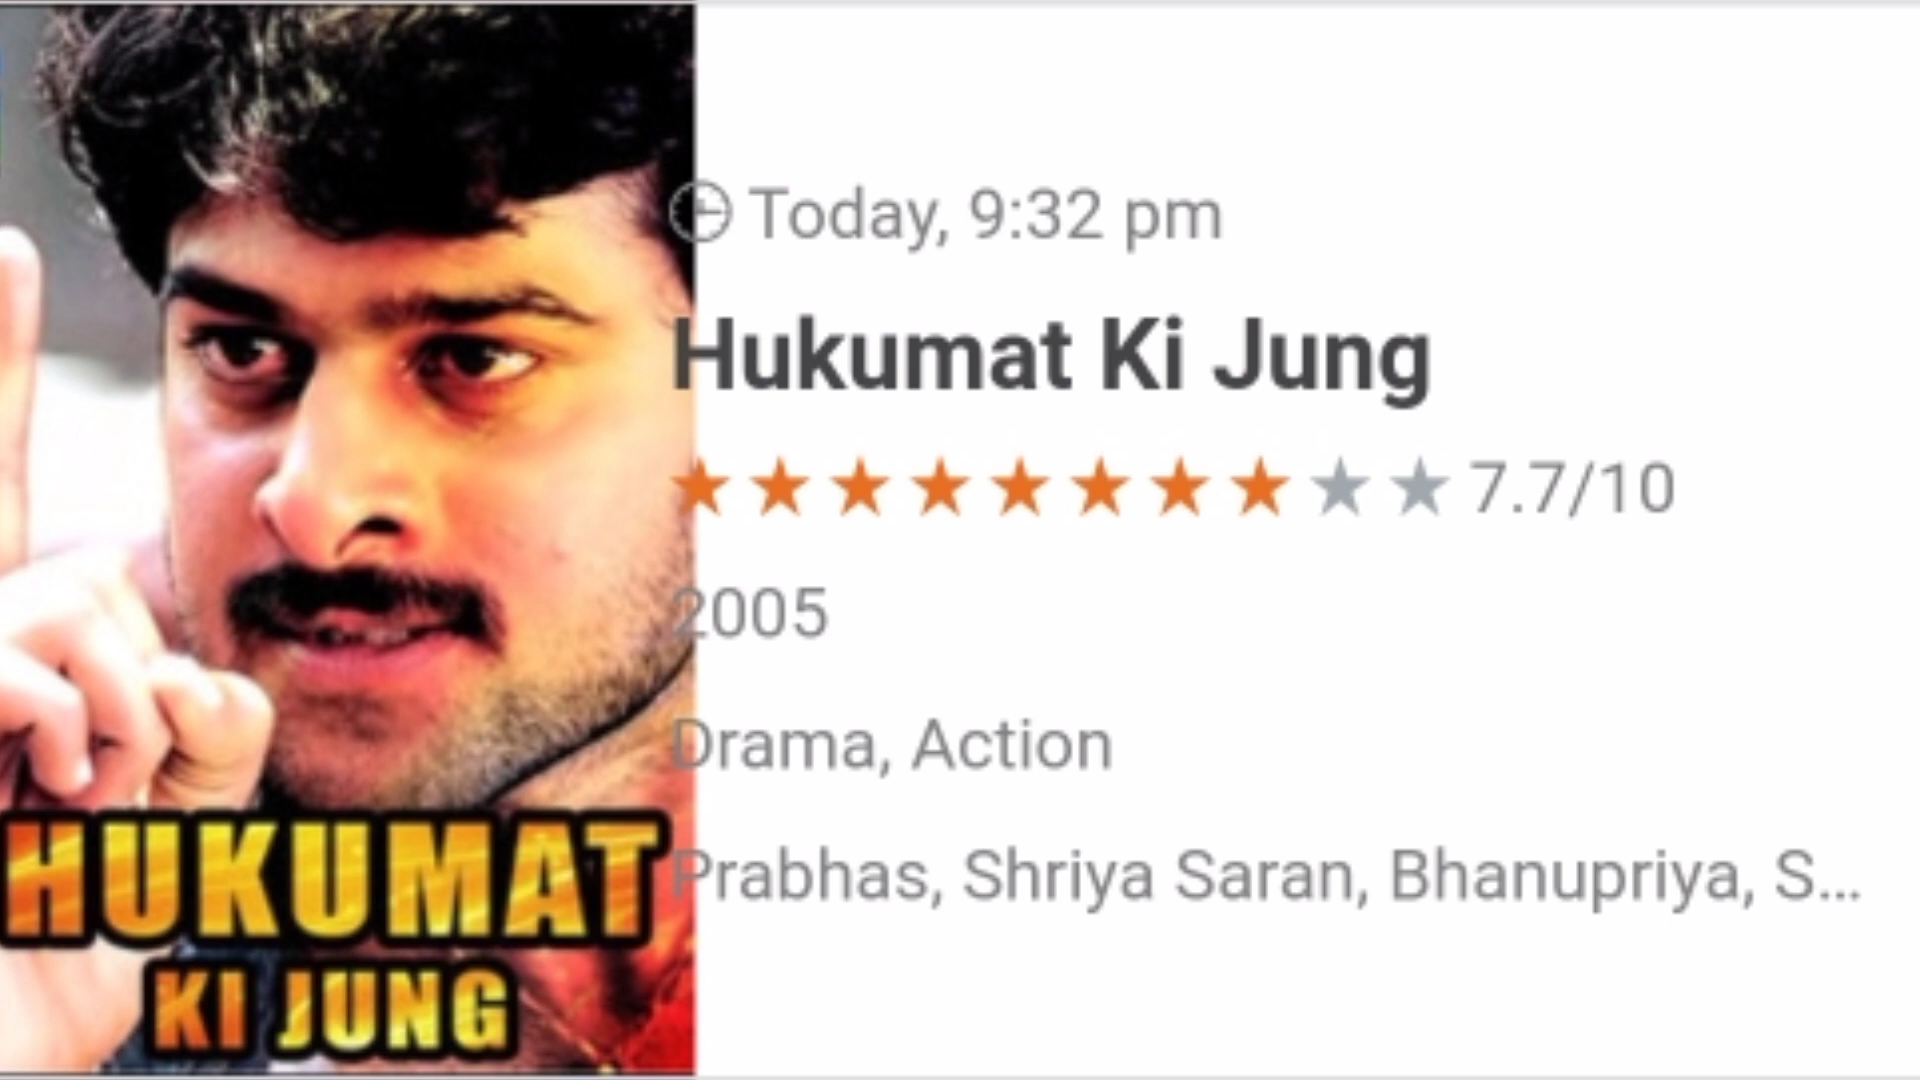 Today, 9:32 pm
Hukumat Ki Jung
7.7/10
2005
Drama, Action
Prabhas, Shriya Saran, Bhanupriya, S...
HUKUMAT
KI JUNG